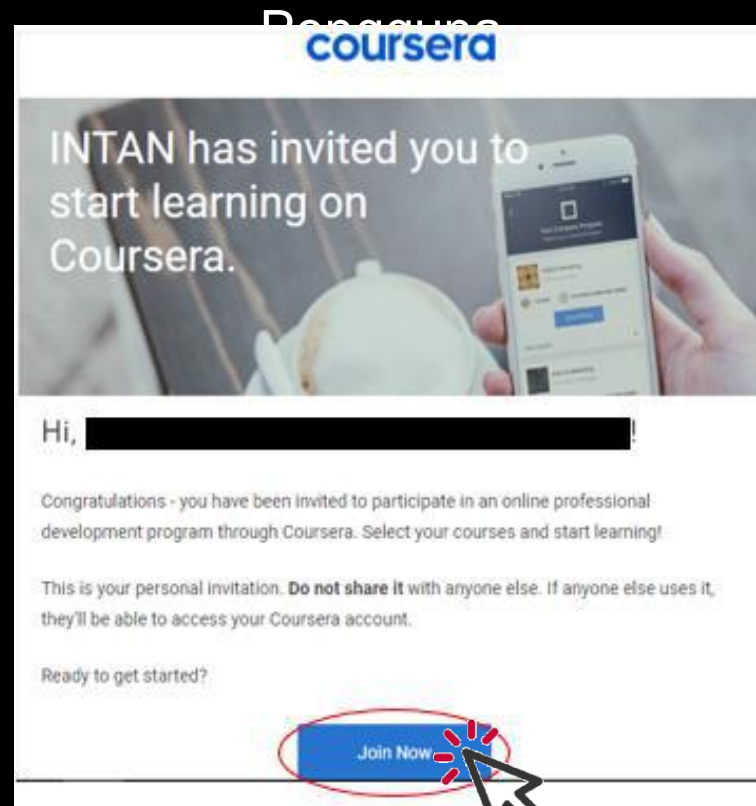 Pengguna
coursera
INTAN has invited you to
start learning on
Coursera.
Hi, !
Congratulations - you have been invited to participate in an online professional
development program through Coursera. Select your courses and start learning!
This is your personal invitation. Do not share it with anyone else. If anyone else uses it,
they'll be able to access your Coursera account.
Ready to get started?
Join Now